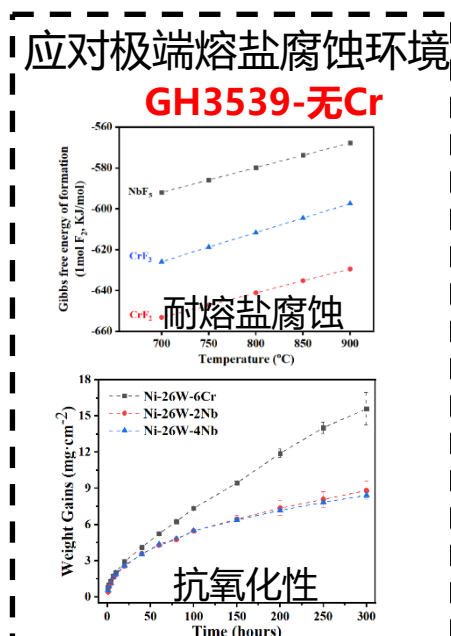 应对极端熔盐腐蚀环境
GH3539-无Cr
Gibbs free energy of formation
(1mol F₂, KJ/mol)
-560
-600
-620
-640
-660
NbF₅
CrF₃
CrF₂
耐熔盐腐蚀
700 750 800 850 900
Temperature (°C)
Weight Gains (mg·cm⁻²)
18
15
12
9
6
3
0
Ni-26W-6Cr
Ni-26W-2Nb
Ni-26W-4Nb
抗氧化性
0 50 100 150 200 250 300
Time (hours)